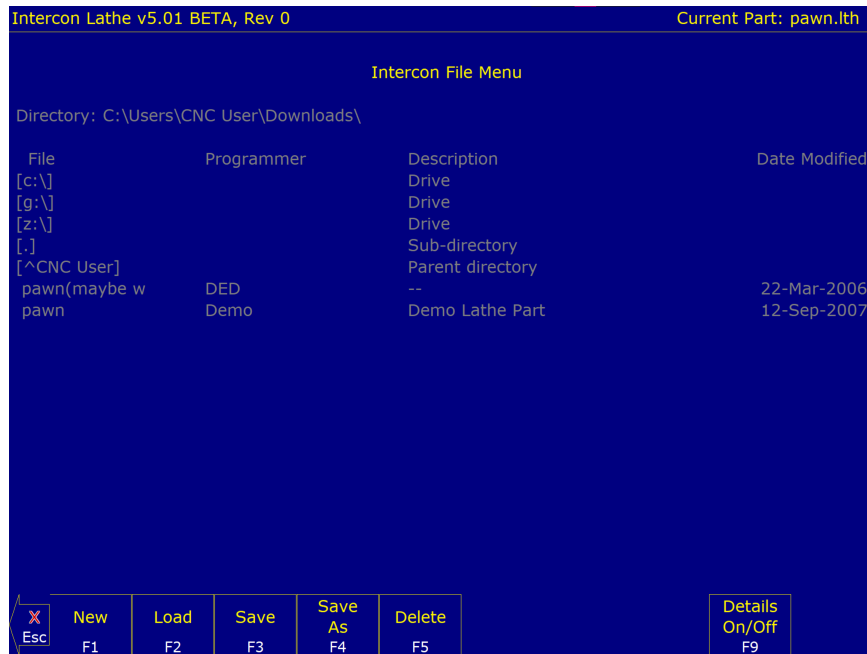 Intercon Lathe v5.01 BETA, Rev 0 Current Part: pawn.lth
Intercon File Menu
Directory: C:\Users\CNC User\Downloads\
File Programmer Description Date Modified
[c:\] Drive
[g:\] Drive
[z:\] Drive
[.] Sub-directory
[^CNC User] Parent directory
pawn(maybe w DED -- 22-Mar-2006
pawn Demo Demo Lathe Part 12-Sep-2007
X Esc
New F1
Load F2
Save F3
Save As F4
Delete F5
Details On/Off F9